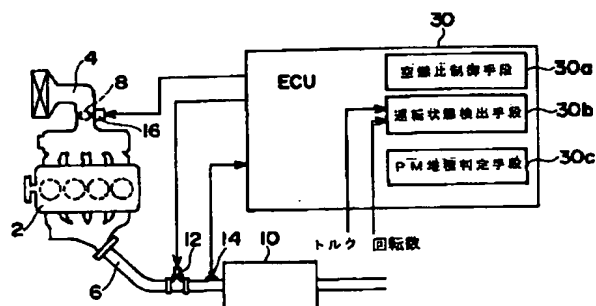 30
4
8
ECU
空燃比制御手段
30a
16
運転状態検出手段
30b
PM堆積判定手段
30c
2
12
14
10
トルク
回転数
6